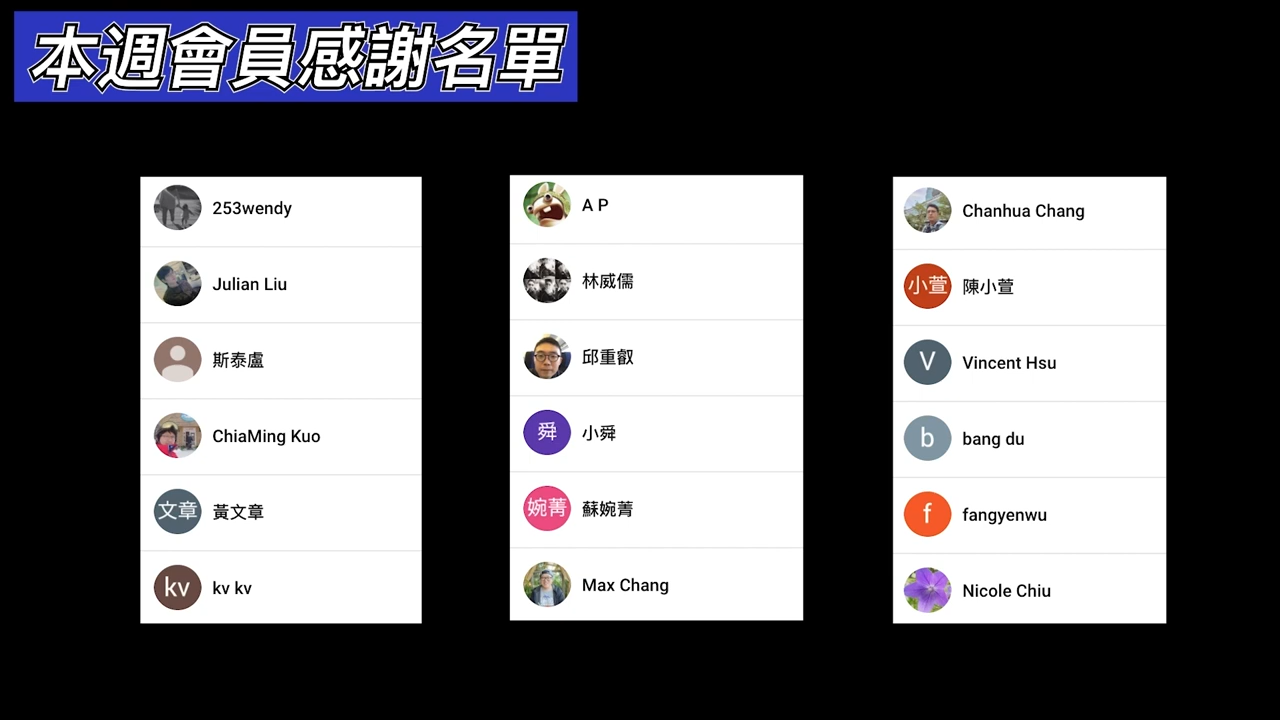 本週會員感謝名單
253wendy
Julian Liu
斯泰盧
ChiaMing Kuo
文章 黃文章
kv kv kv
A P
林威儒
邱重叡
舜 小舜
婉菁 蘇婉菁
Max Chang
Chanhua Chang
小萱 陳小萱
V Vincent Hsu
b bang du
f fangyenwu
Nicole Chiu